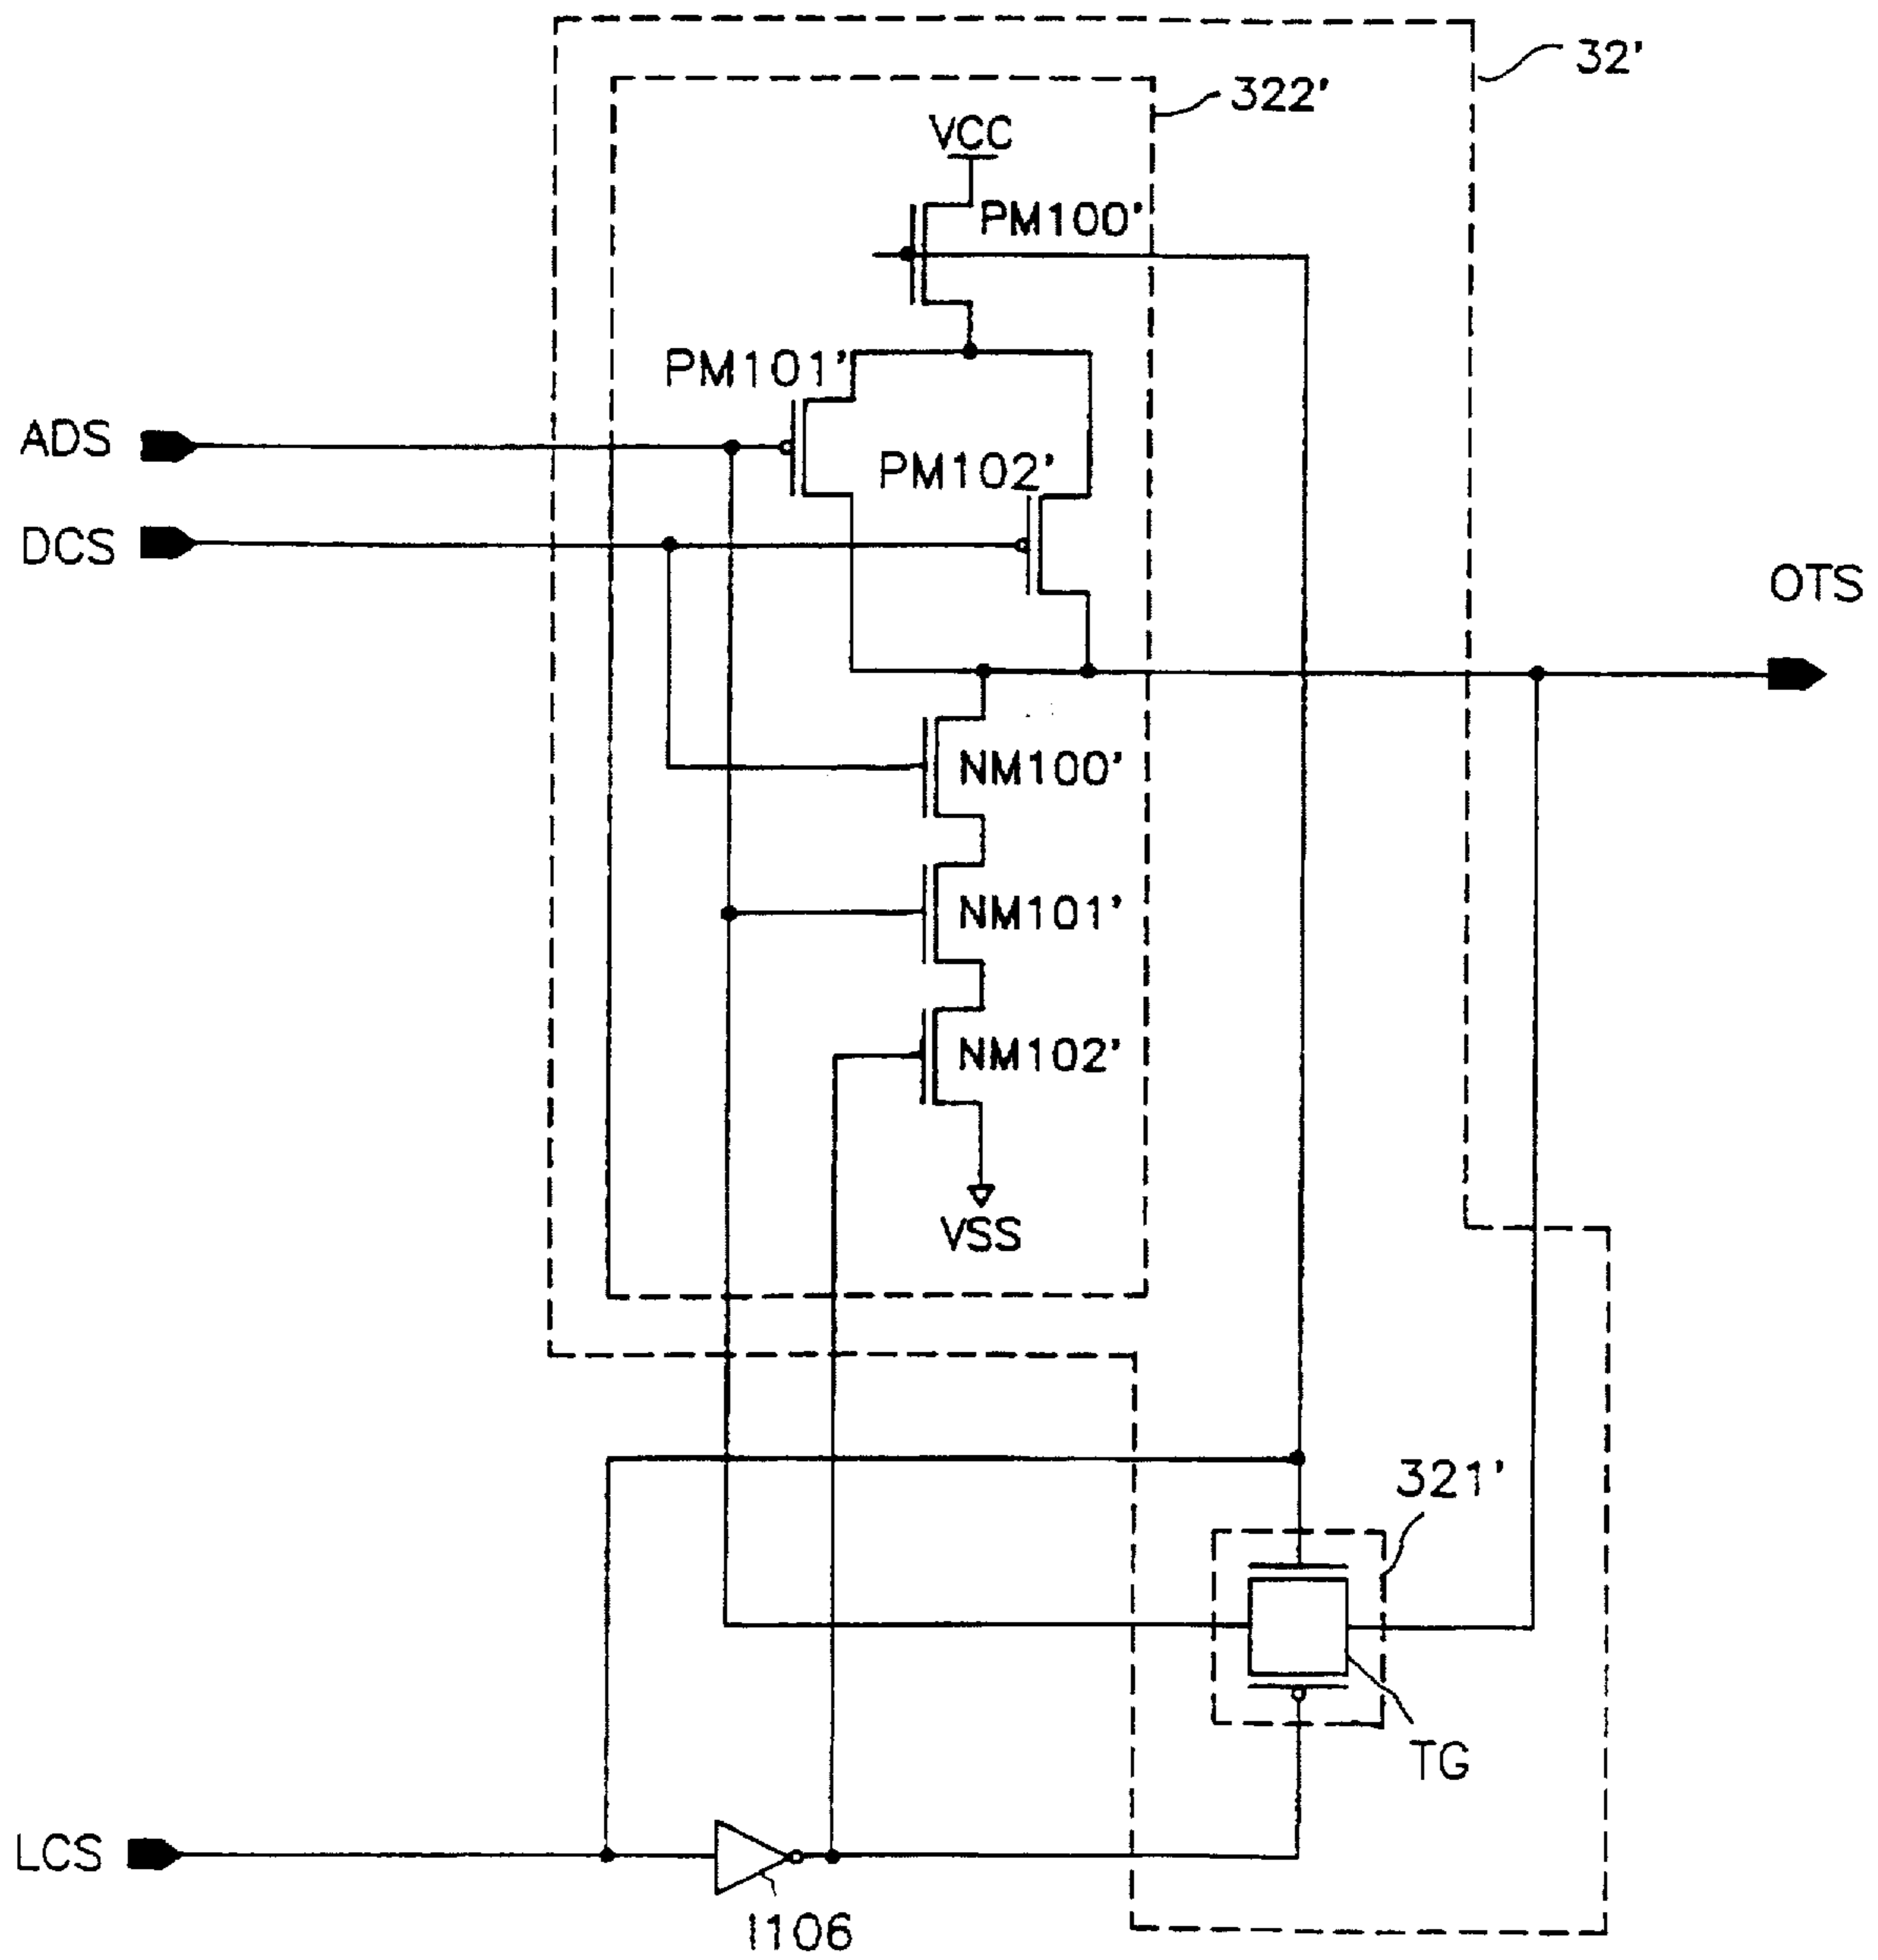 32'
322'
VCC
PM100'
PM101'
ADS
PM102'
DCS
OTS
NM100'
NM101'
NM102'
VSS
321'
TG
LCS
I106